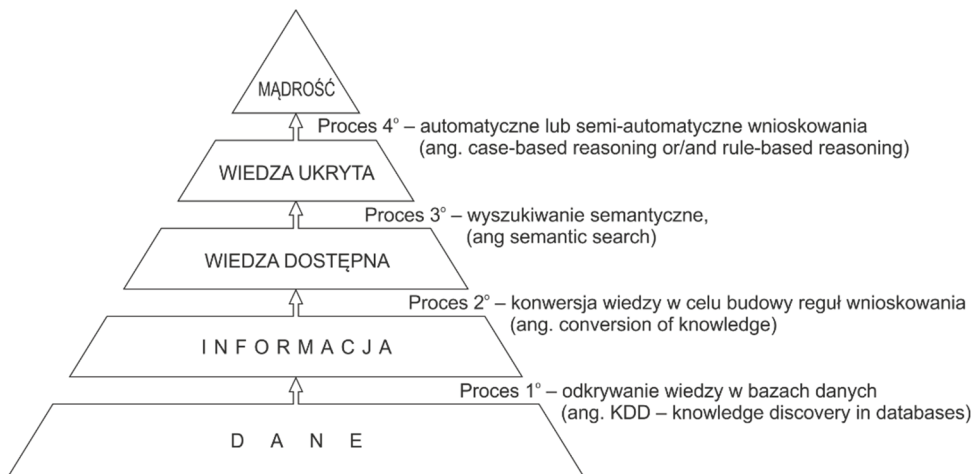 MĄDROŚĆ
Proces 4° – automatyczne lub semi-automatyczne wnioskowania
(ang. case-based reasoning or/and rule-based reasoning)
WIEDZA UKRYTA
Proces 3° – wyszukiwanie semantyczne,
(ang semantic search)
WIEDZA DOSTĘPNA
Proces 2° – konwersja wiedzy w celu budowy reguł wnioskowania
(ang. conversion of knowledge)
INFORMACJA
Proces 1° – odkrywanie wiedzy w bazach danych
(ang. KDD – knowledge discovery in databases)
DANE